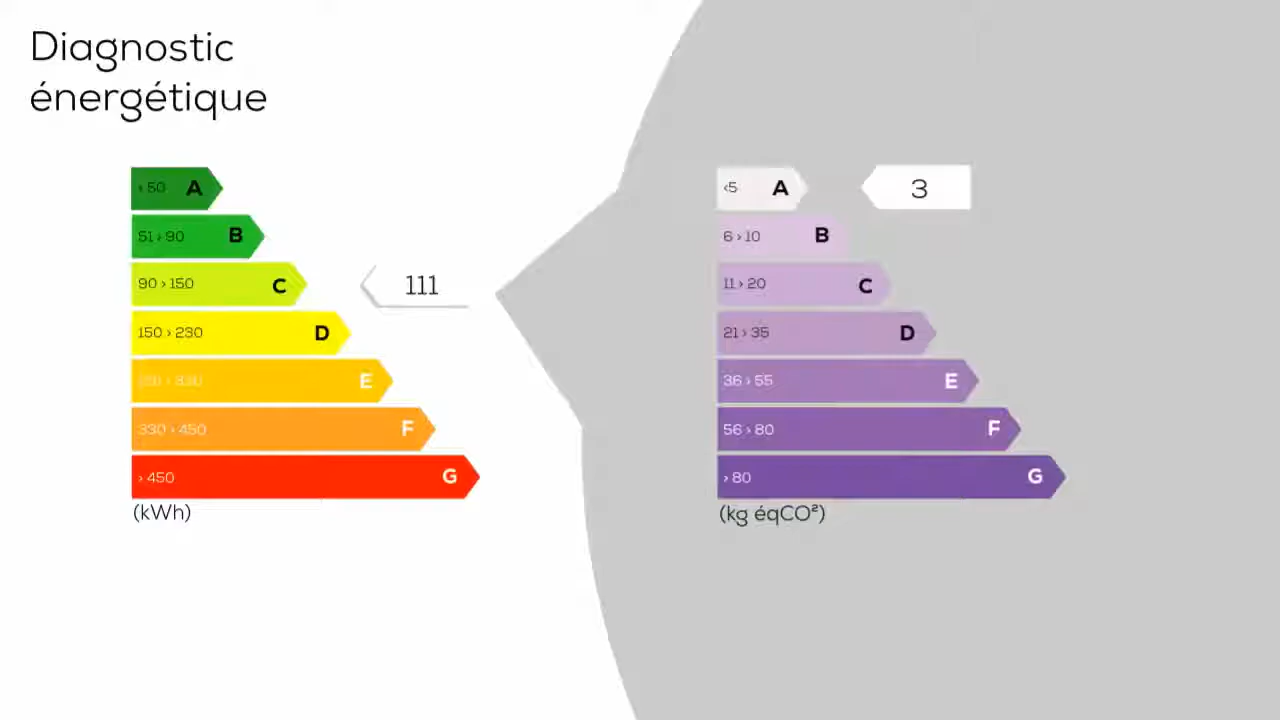 Diagnostic
énergétique
‹ 50 A
51 › 90 B
90 › 150 C
111
150 › 230 D
E
330 › 450 F
› 450 G
(kWh)
‹5 A
3
6 › 10 B
11 › 20 C
21 › 35 D
36 › 55 E
56 › 80 F
› 80 G
(kg éqCO²)